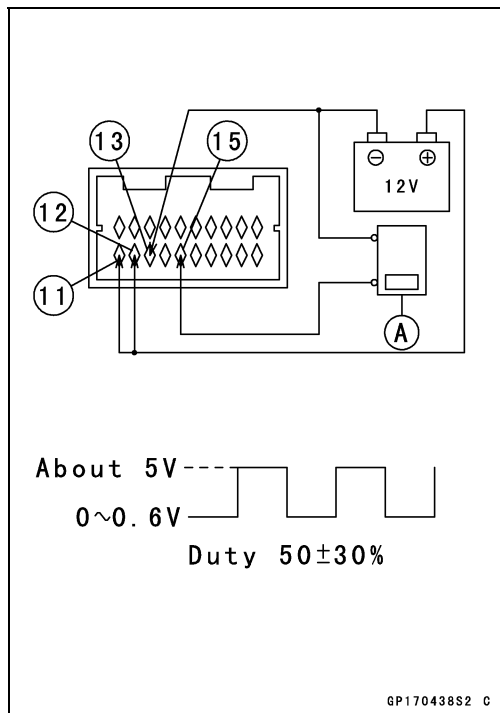 13 15
⊖ ⊕
12V
12
11
A
About 5V
0~0.6V
Duty 50±30%
GP170438S2 C